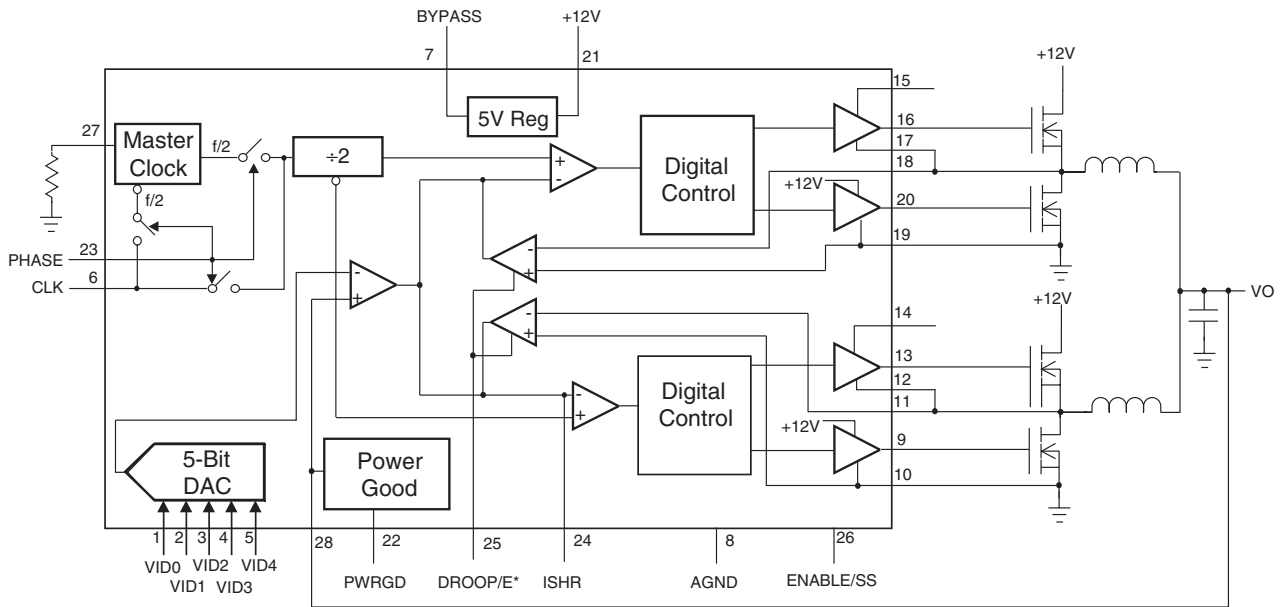 BYPASS
+12V
7
21
+12V
15
5V Reg
27
Master
Clock
f/2
÷2
+
-
Digital
Control
16
17
18
f/2
+12V
20
19
PHASE
23
CLK
6
-
+
-
+
VO
+12V
-
+
14
13
12
11
Digital
Control
-
+
+12V
9
10
5-Bit
DAC
Power
Good
1
2
3
4
5
28
22
25
24
8
26
VID0
VID2
VID4
VID1
VID3
PWRGD
DROOP/E*
ISHR
AGND
ENABLE/SS